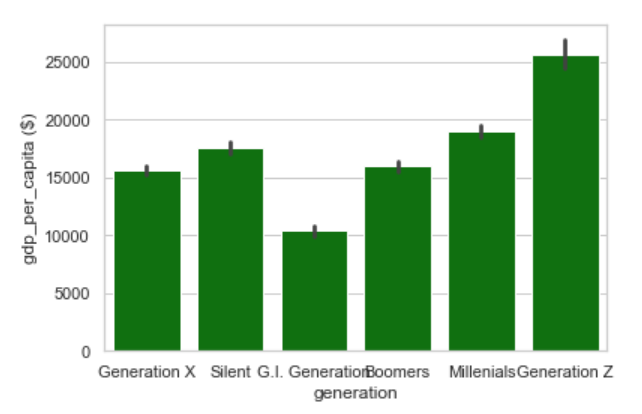 gdp_per_capita ($)
25000
20000
15000
10000
5000
0
Generation X Silent G.I. Generation Boomers Millenials Generation Z
generation